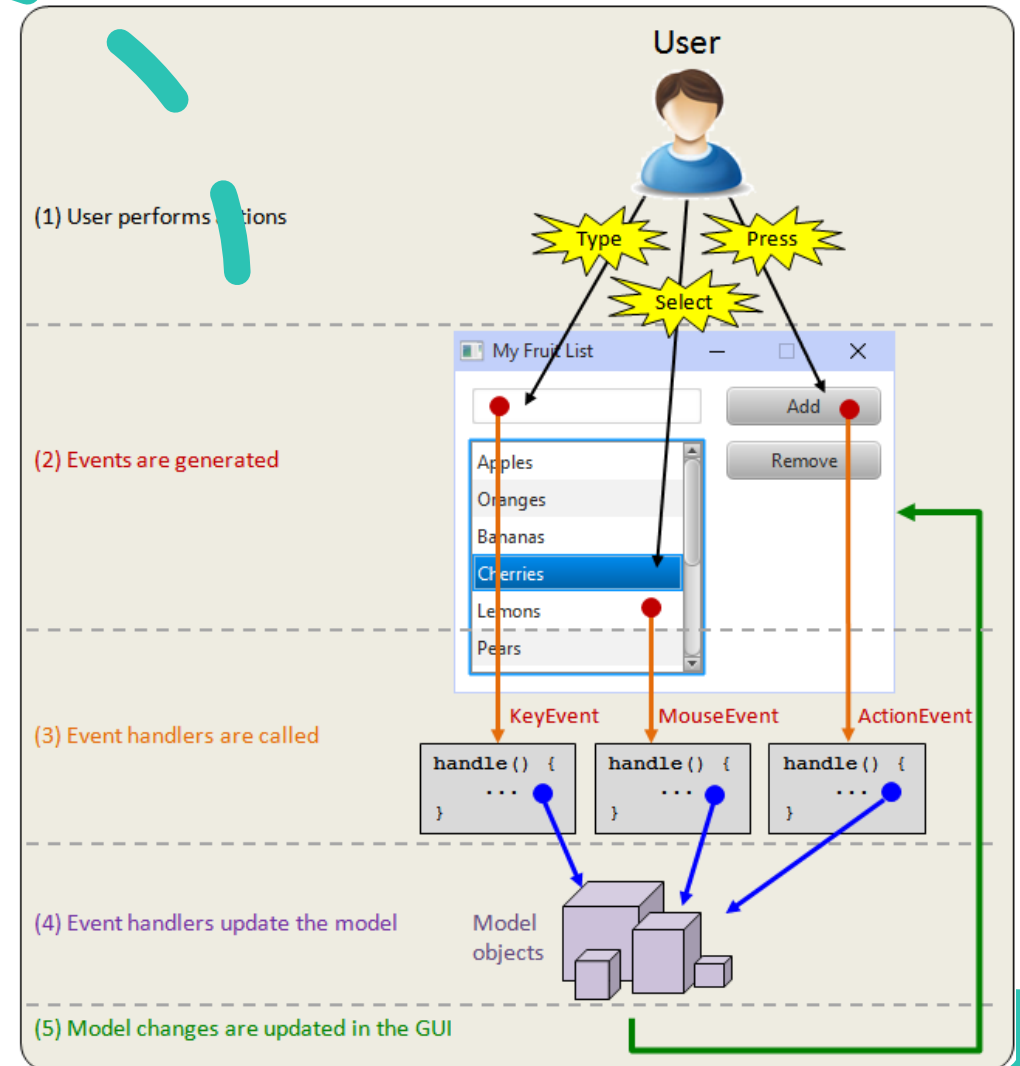 User
(1) User performs actions
Type
Press
Select
My Fruit List
Add
(2) Events are generated
Apples
Remove
Oranges
Bananas
Cherries
Lemons
Pears
KeyEvent MouseEvent ActionEvent
(3) Event handlers are called
handle() { handle() { handle() {
... ... ...
} } }
(4) Event handlers update the model
Model
objects
(5) Model changes are updated in the GUI